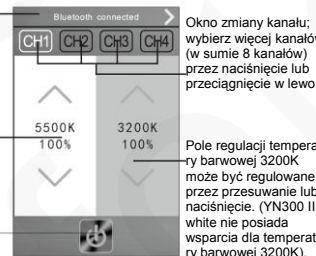 Bluetooth connected
CH1 CH2 CH3 CH4
5500K
100%
3200K
100%
Okno zmiany kanału;
wybierz więcej kanałów
(w sumie 8 kanałów)
przez naciśnięcie lub
przeciągnięcie w lewo
Pole regulacji tempera
ry barwowej 3200K
może być regulowane
przez przesuwanie lub
naciśnięcie. (YN300 II
white nie posiada
wsparcia dla temperat
ry barwowej 3200K).